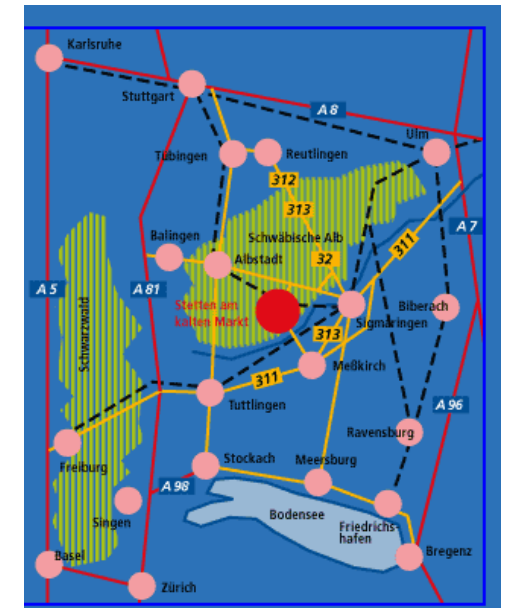 Karlsruhe
Stuttgart
A 8
Ulm
Tübingen
Reutlingen
312
313
A 7
Balingen
Schwäbische Alb
311
Albstadt
32
A 5
A 81
Stetten am
kalten Markt
Sigmaringen
Biberach
Schwarzwald
313
Meßkirch
311
Tuttlingen
A 96
Ravensburg
Freiburg
Stockach
Meersburg
A 98
Singen
Bodensee
Friedrichs-
hafen
Basel
Bregenz
Zürich